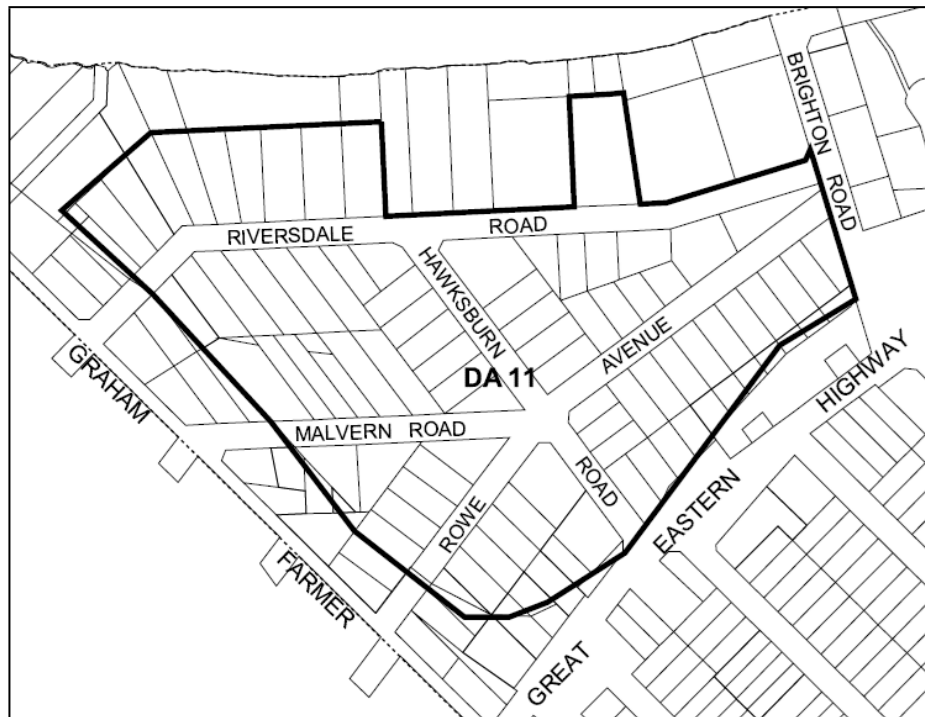 BRIGHTON ROAD
RIVERSDALE ROAD
HAWKSBURN ROAD
AVENUE
GRAHAM FARMER
DA 11
MALVERN ROAD
ROWE
GREAT EASTERN HIGHWAY